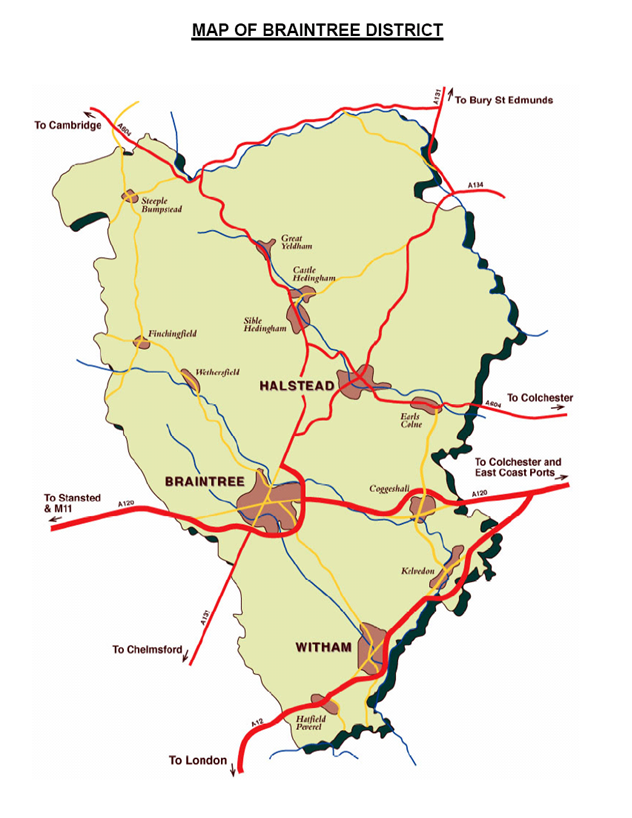 MAP OF BRAINTREE DISTRICT
A131
To Bury St Edmunds
To Cambridge
A604
A134
Steeple
Bumpstead
Great
Yeldham
Castle
Hedingham
Sible
Hedingham
Finchingfield
Wethersfield
HALSTEAD
To Colchester
A604
Earls
Colne
To Colchester and
East Coast Ports
BRAINTREE
Coggeshall
To Stansted
& M11
A120
A120
Kelvedon
A131
To Chelmsford
WITHAM
Hatfield
Peverel
A12
To London